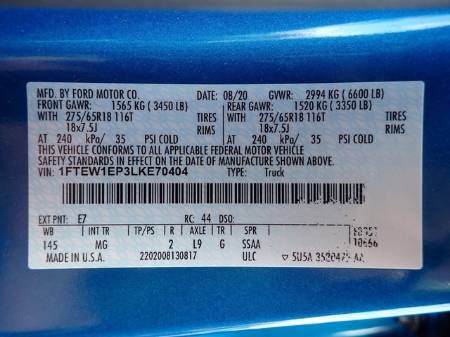 MFD. BY FORD MOTOR CO. 08/20 GVWR: 2994 KG ( 6600 LB)
FRONT GAWR: 1565 KG ( 3450 LB) REAR GAWR: 1520 KG ( 3350 LB)
WITH 275/65R18 116T TIRES WITH 275/65R18 116T TIRES
18x7.5J RIMS 18x7.5J RIMS
AT 240 kPa/ 35 PSI COLD AT 240 kPa/ 35 PSI COLD
THIS VEHICLE CONFORMS TO ALL APPLICABLE FEDERAL MOTOR VEHICLE
SAFETY AND THEFT PREVENTION STANDARDS IN EFFECT ON THE DATE OF MANUFACTURE SHOWN ABOVE.
VIN: 1FTEW1EP3LKE70404 TYPE: Truck
EXT PNT: E7 RC: 44 DSO:
WB TP/PS R AXLE TR SPR
145 MG 2 L9 G SSAA
MADE IN U.S.A. 2202008130817 ULC